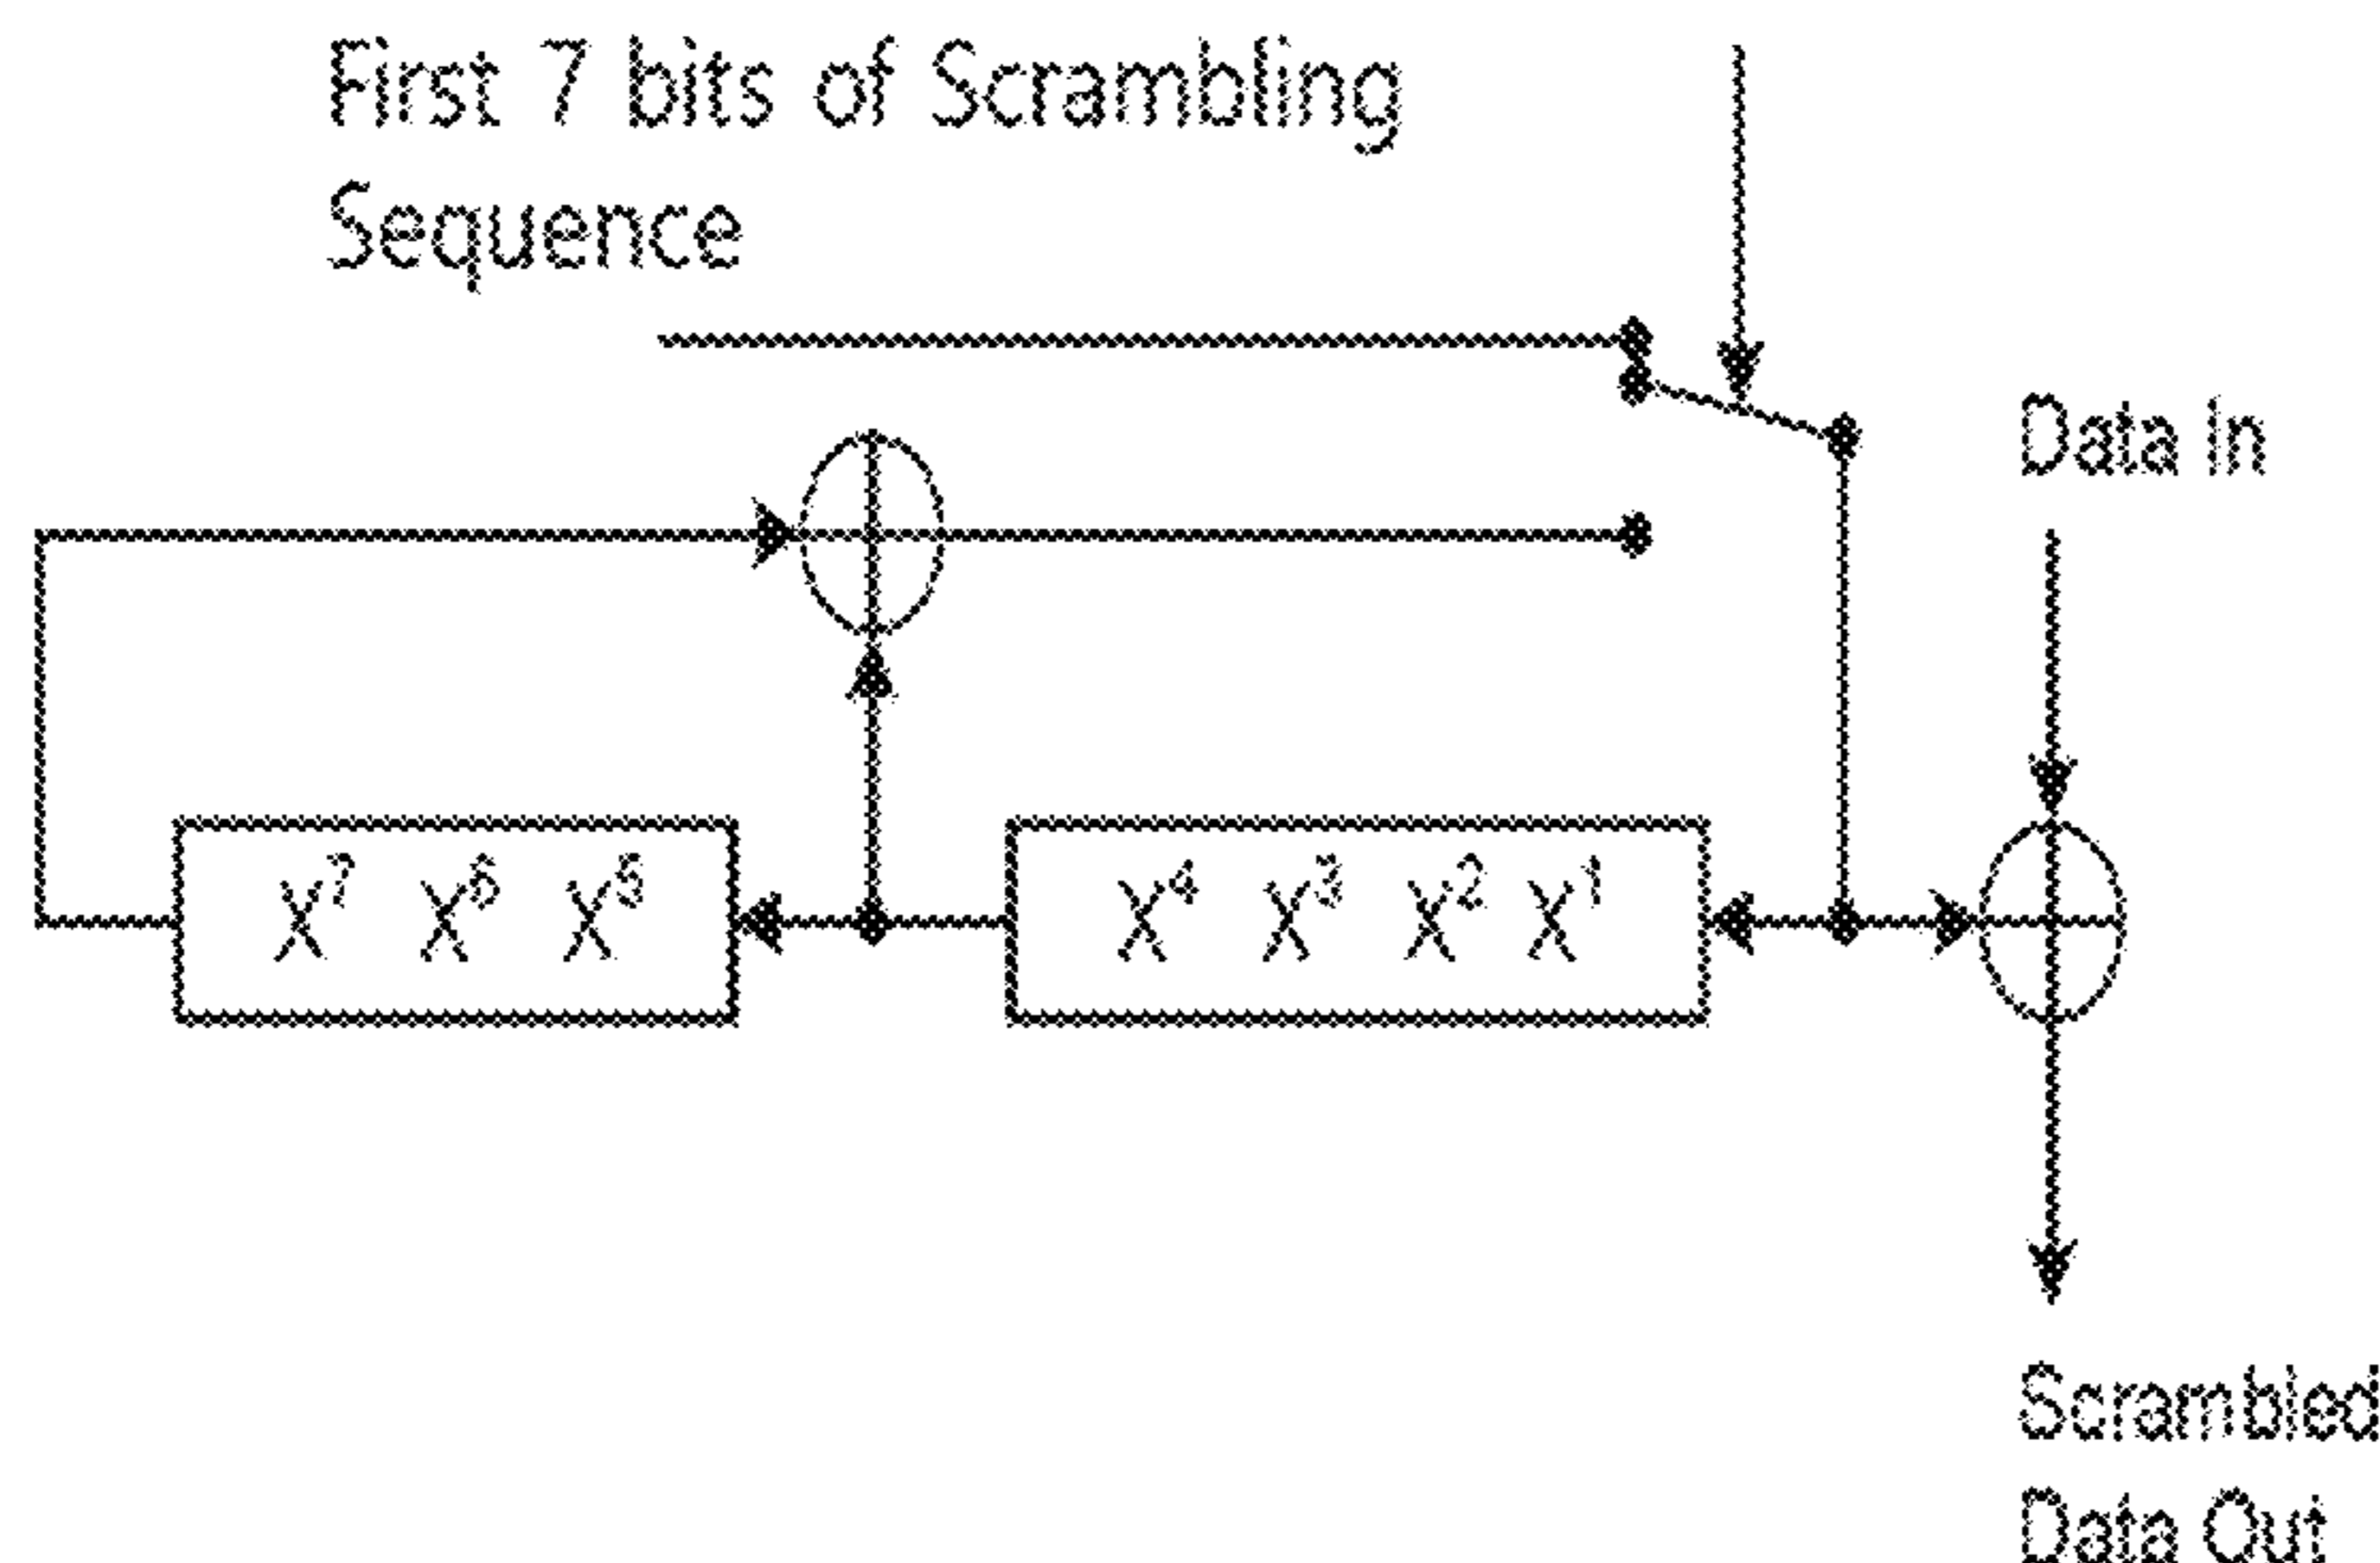 First 7 bits of Scrambling
Sequence
Data In
X⁷ X⁶ X⁵
X⁴ X³ X² X¹
Scrambled
Data Out